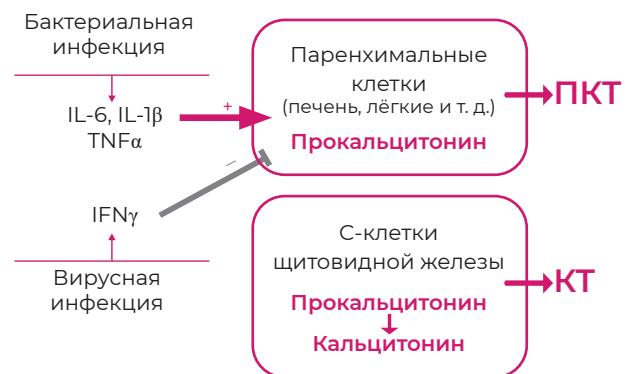 Бактериальная
инфекция
IL-6, IL-1β
TNFα
+
Паренхимальные
клетки
(печень, лёгкие и т. д.)
Прокальцитонин
ПКТ
–
IFNγ
Вирусная
инфекция
С-клетки
щитовидной железы
Прокальцитонин
Кальцитонин
КТ